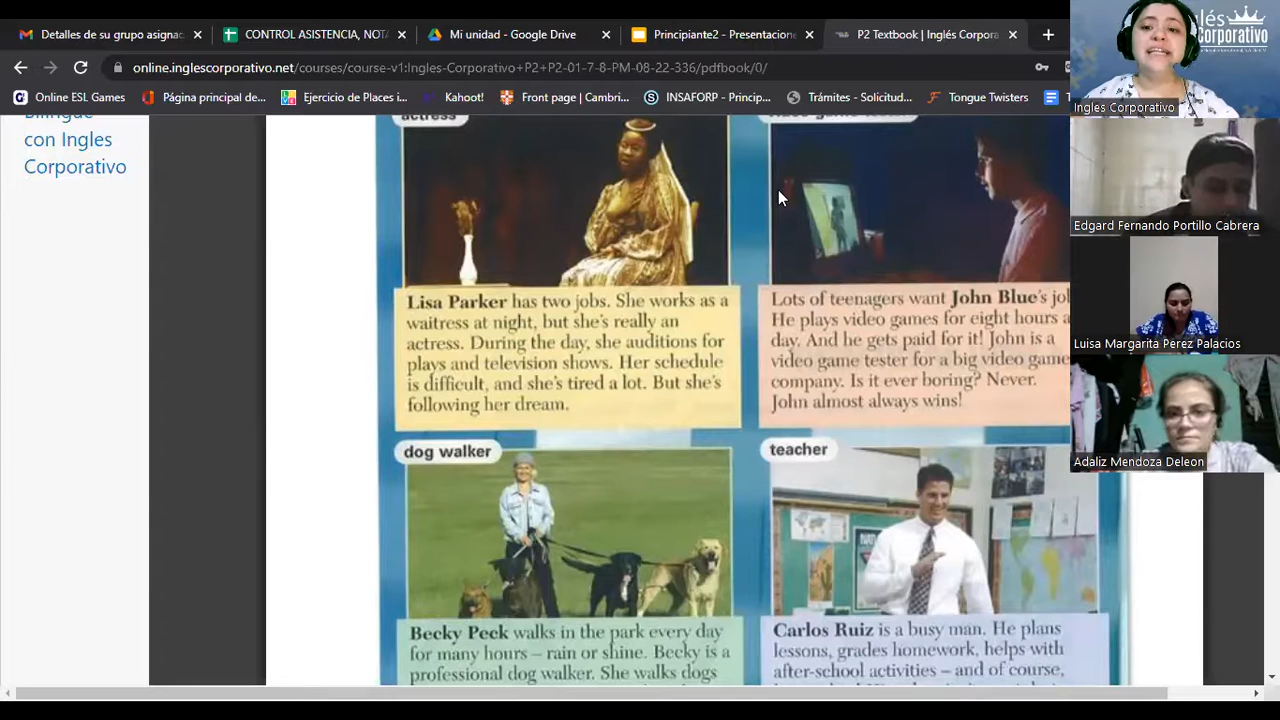 Detalles de su grupo asignac
CONTROL ASISTENCIA, NOTA
Mi unidad - Google Drive
Principiante2 - Presentacione
P2 Textbook | Inglés Corpora
online.inglescorporativo.net/courses/course-v1:Ingles-Corporativo+P2+P2-01-7-8-PM-08-22-336/pdfbook/0/
Online ESL Games
Página principal de...
Ejercicio de Places i...
Kahoot!
Front page | Cambri...
INSAFORP - Princip...
Trámites - Solicitud...
Tongue Twisters
con Ingles
Corporativo
actress
Lisa Parker has two jobs. She works as a
waitress at night, but she's really an
actress. During the day, she auditions for
plays and television shows. Her schedule
is difficult, and she's tired a lot. But she's
following her dream.
Lots of teenagers want John Blue's jo
He plays video games for eight hours a
day. And he gets paid for it! John is a
video game tester for a big video game
company. Is it ever boring? Never.
John almost always wins!
dog walker
Becky Peck walks in the park every day
for many hours – rain or shine. Becky is a
professional dog walker. She walks dogs
teacher
Carlos Ruiz is a busy man. He plans
lessons, grades homework, helps with
after-school activities – and of course,
lés
orporativo
Ingles Corporativo
Edgard Fernando Portillo Cabrera
Luisa Margarita Perez Palacios
Adaliz Mendoza Deleon